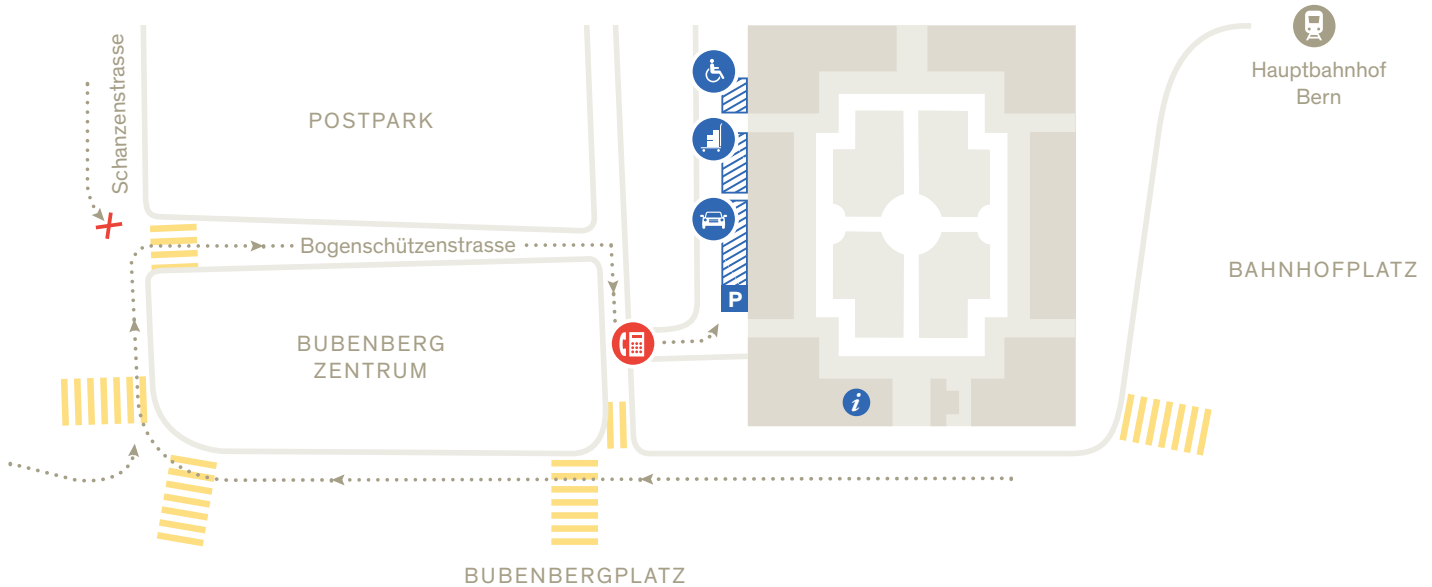 Hauptbahnhof
Bern
Schanzenstrasse
POSTPARK
Bogenschützenstrasse
BAHNHOFPLATZ
P
BUBENBERG
ZENTRUM
i
BUBENBERGPLATZ